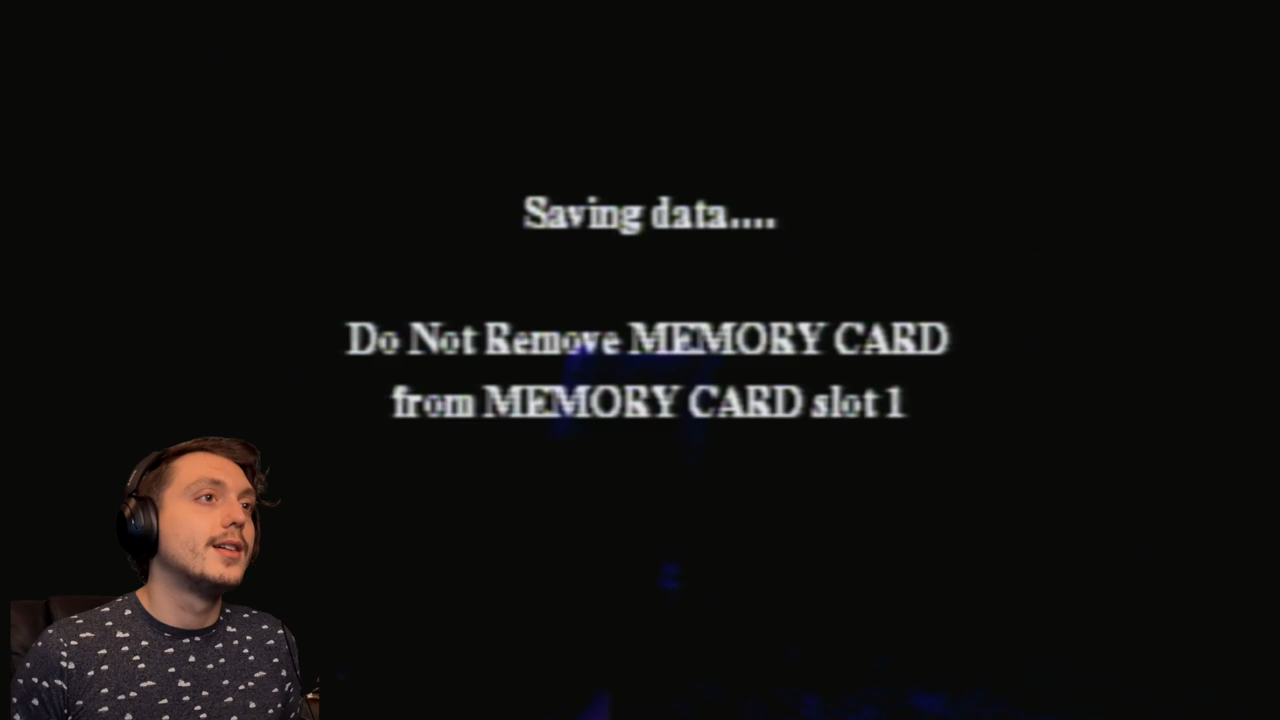 Saving data....
Do Not Remove MEMORY CARD
from MEMORY CARD slot 1